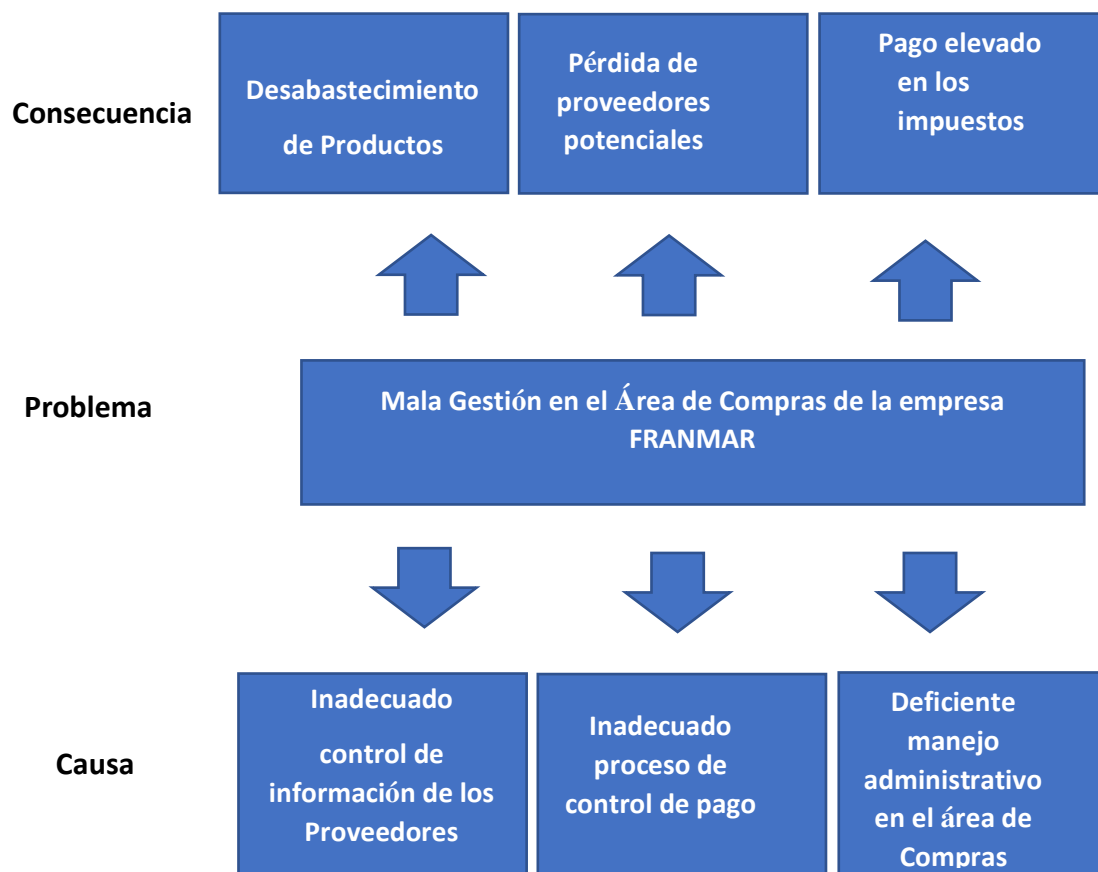 Consecuencia
Desabastecimiento
de Productos
Pérdida de
proveedores
potenciales
Pago elevado
en los
impuestos
Problema
Mala Gestión en el Área de Compras de la empresa
FRANMAR
Causa
Inadecuado
control de
información de los
Proveedores
Inadecuado
proceso de
control de pago
Deficiente
manejo
administrativo
en el área de
Compras